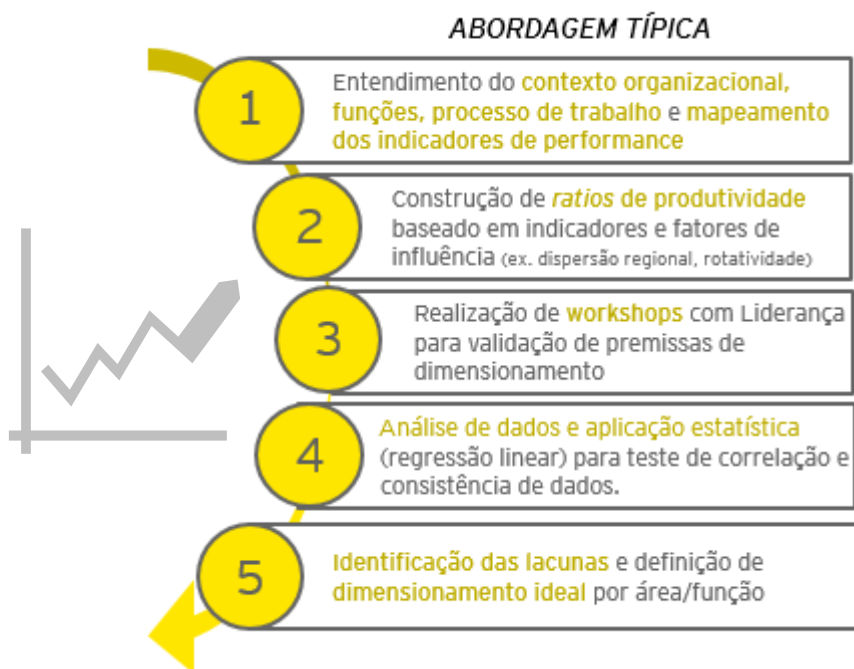 ABORDAGEM TÍPICA
1
Entendimento do contexto organizacional,
funções, processo de trabalho e mapeamento
dos indicadores de performance
2
Construção de ratios de produtividade
baseado em indicadores e fatores de
influência (ex. dispersão regional, rotatividade)
3
Realização de workshops com Liderança
para validação de premissas de
dimensionamento
4
Análise de dados e aplicação estatística
(regressão linear) para teste de correlação e
consistência de dados.
5
Identificação das lacunas e definição de
dimensionamento ideal por área/função